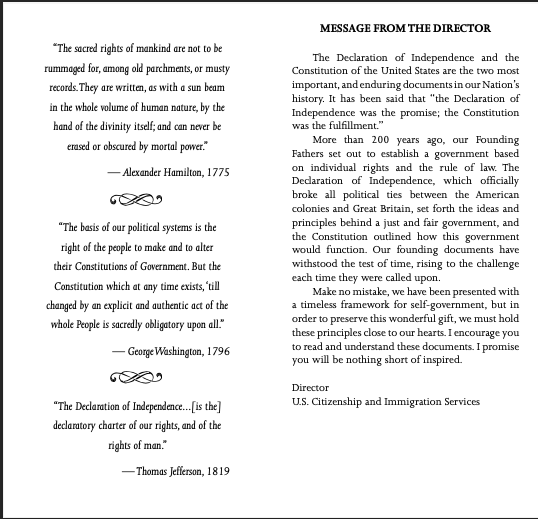 “The sacred rights of mankind are not to be
rummaged for, among old parchments, or musty
records. They are written, as with a sun beam
in the whole volume of human nature, by the
hand of the divinity itself; and can never be
erased or obscured by mortal power.”
— Alexander Hamilton, 1775
“The basis of our political systems is the
right of the people to make and to alter
their Constitutions of Government. But the
Constitution which at any time exists, ‘till
changed by an explicit and authentic act of the
whole People is sacredly obligatory upon all.”
— George Washington, 1796
“The Declaration of Independence...[is the]
declaratory charter of our rights, and of the
rights of man.”
— Thomas Jefferson, 1819
MESSAGE FROM THE DIRECTOR
The Declaration of Independence and the
Constitution of the United States are the two most
important, and enduring documents in our Nation’s
history. It has been said that “the Declaration of
Independence was the promise; the Constitution
was the fulfillment.”
More than 200 years ago, our Founding
Fathers set out to establish a government based
on individual rights and the rule of law. The
Declaration of Independence, which officially
broke all political ties between the American
colonies and Great Britain, set forth the ideas and
principles behind a just and fair government, and
the Constitution outlined how this government
would function. Our founding documents have
withstood the test of time, rising to the challenge
each time they were called upon.
Make no mistake, we have been presented with
a timeless framework for self-government, but in
order to preserve this wonderful gift, we must hold
these principles close to our hearts. I encourage you
to read and understand these documents. I promise
you will be nothing short of inspired.
Director
U.S. Citizenship and Immigration Services